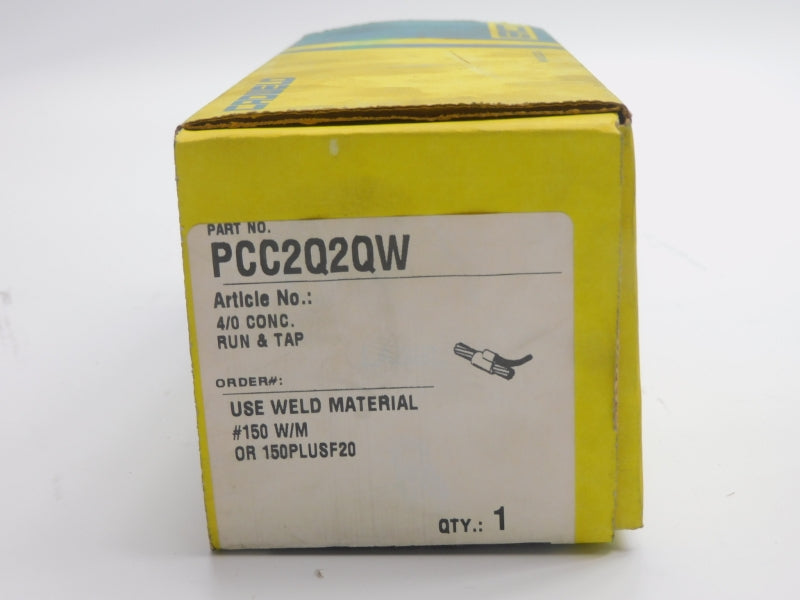 PART NO.
PCC2Q2QW
Article No.:
4/0 CONC.
RUN & TAP
ORDER#:
USE WELD MATERIAL
#150 W/M
OR 150PLUSF20
QTY.: 1